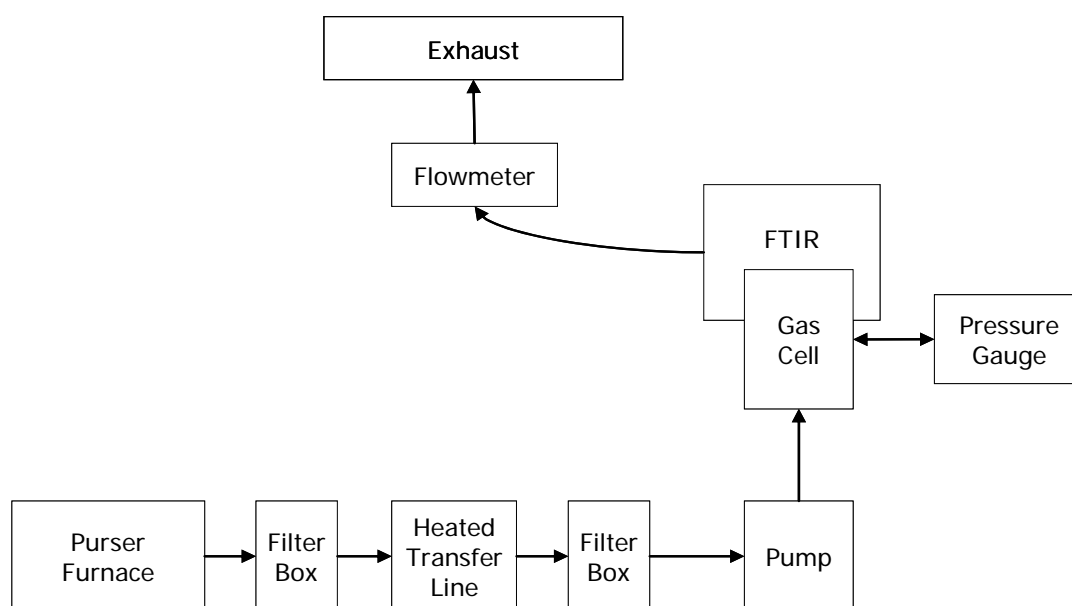 Exhaust
Flowmeter
FTIR
Gas
Cell
Pressure
Gauge
Purser
Furnace
Filter
Box
Heated
Transfer
Line
Filter
Box
Pump